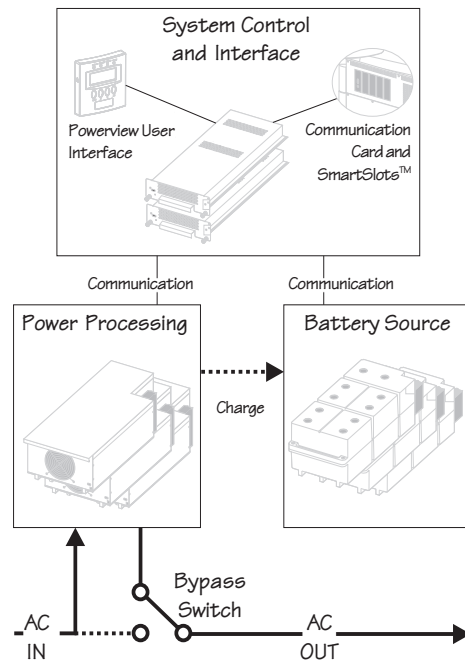 System Control
and Interface
Powerview User
Interface
Communication
Card and
SmartSlots™
Communication
Communication
Power Processing
Battery Source
Charge
Bypass
Switch
AC
IN
AC
OUT